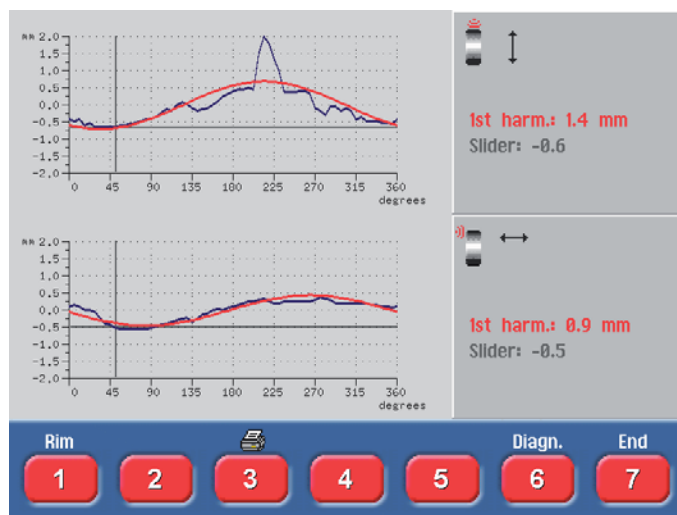 mm 2.0
1.5
1.0
0.5
0.0
-0.5
-1.0
-1.5
-2.0
0 45 90 135 180 225 270 315 360
degrees
1st harm.: 1.4 mm
Slider: -0.6
mm 2.0
1.5
1.0
0.5
0.0
-0.5
-1.0
-1.5
-2.0
0 45 90 135 180 225 270 315 360
degrees
1st harm.: 0.9 mm
Slider: -0.5
Rim Diagn. End
1 2 3 4 5 6 7